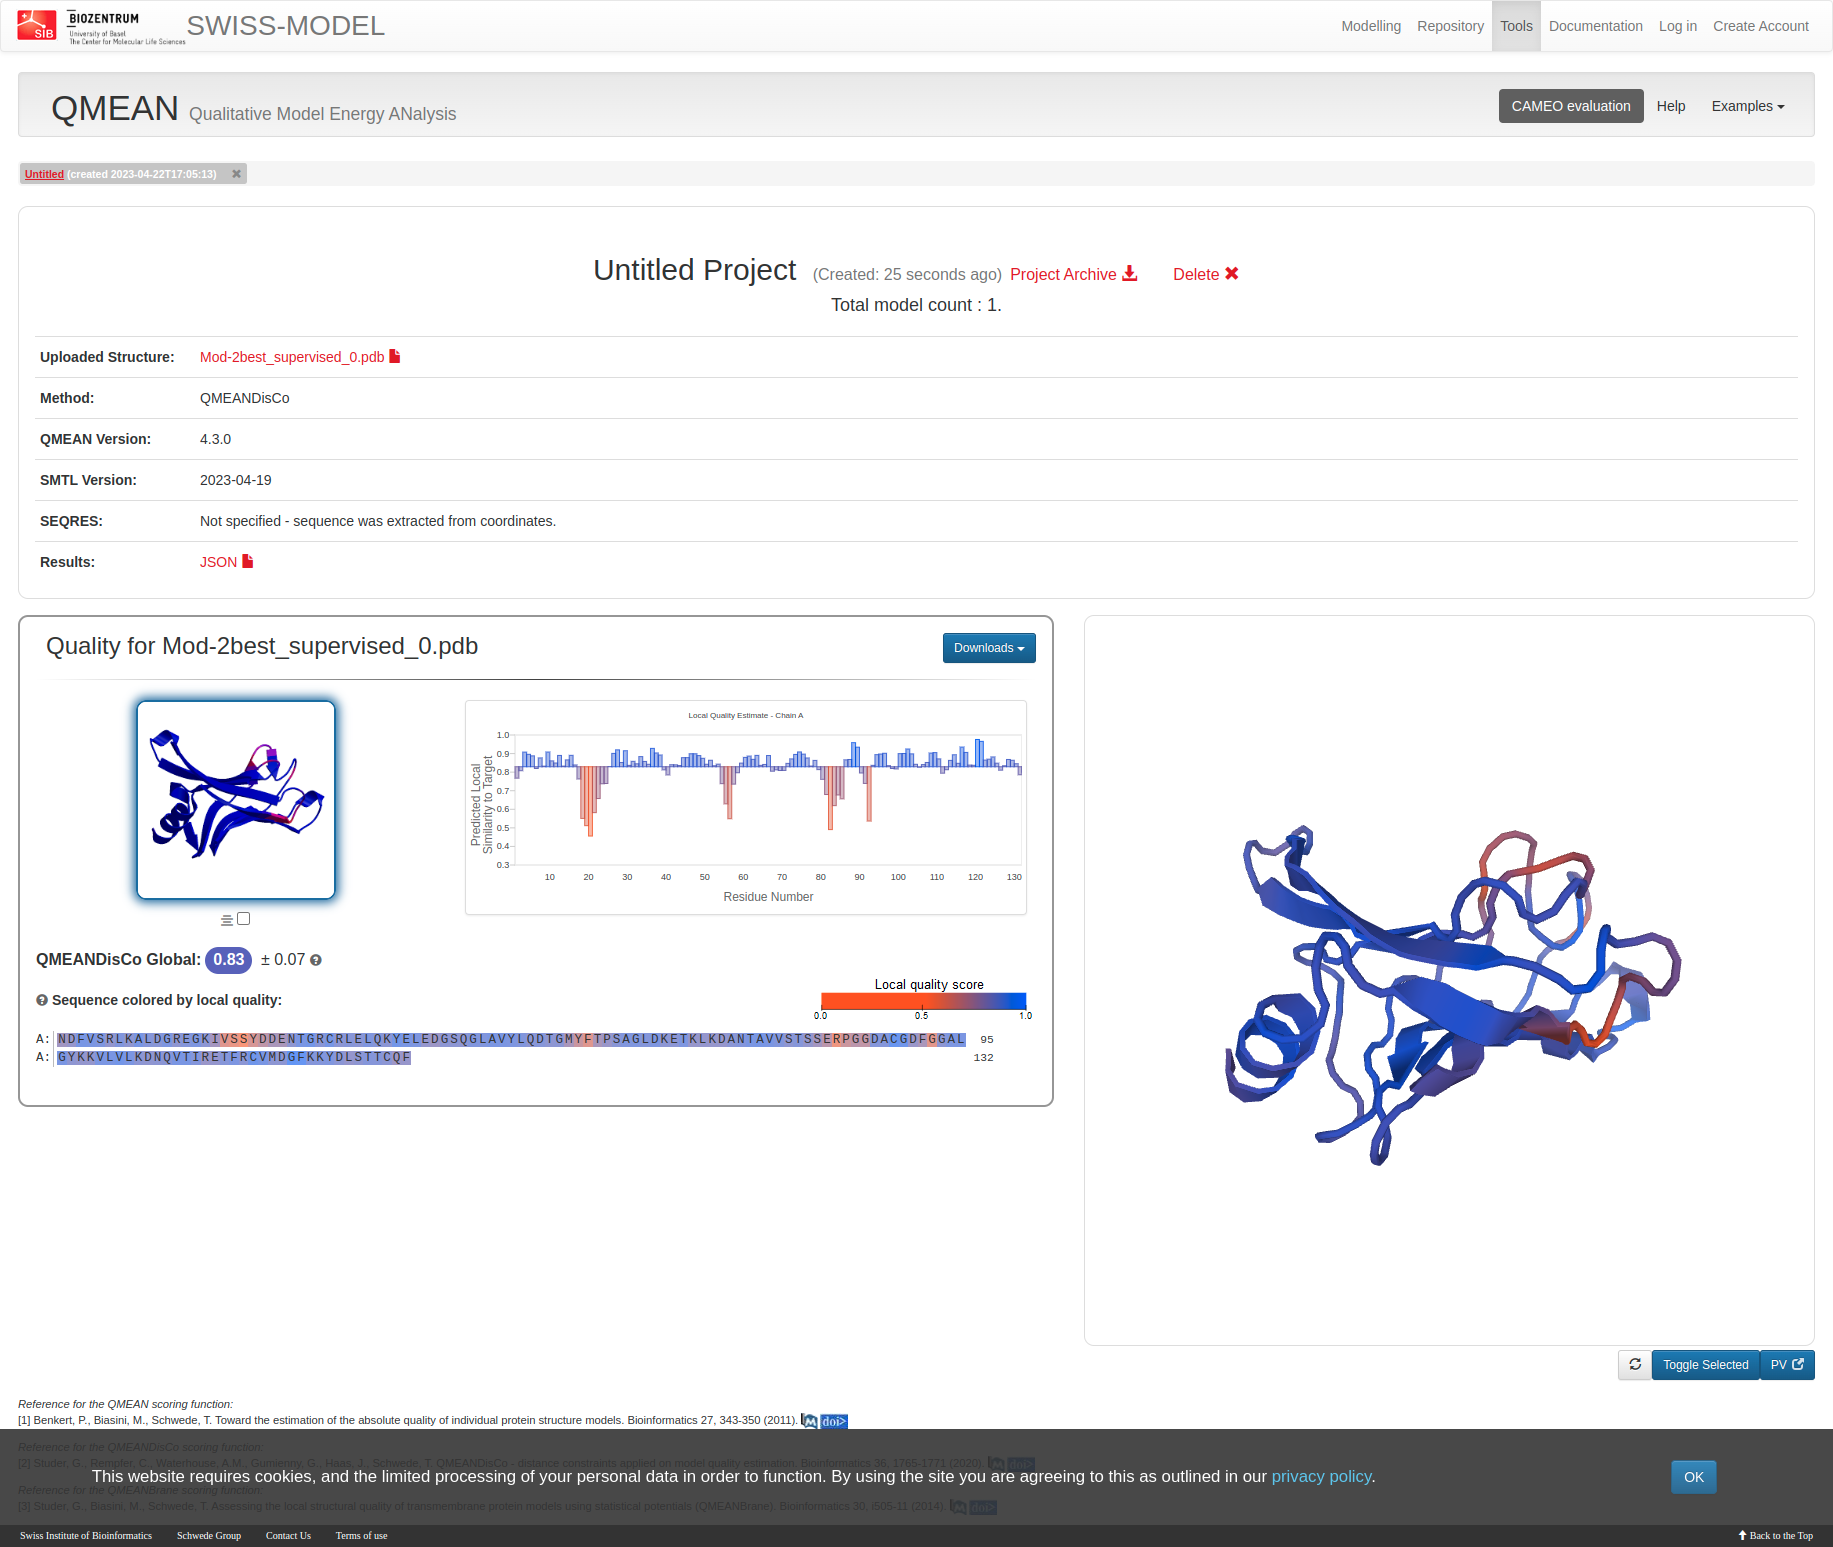 SIB
BIOZENTRUM
University of Basel
The Center for Molecular Life Sciences
SWISS-MODEL
Modelling Repository Tools Documentation Log in Create Account
QMEAN Qualitative Model Energy ANalysis
CAMEO evaluation Help Examples
Untitled (created 2023-04-22T17:05:13)
Untitled Project (Created: 25 seconds ago) Project Archive Delete
Total model count : 1.
Uploaded Structure: Mod-2best_supervised_0.pdb
Method: QMEANDisCo
QMEAN Version: 4.3.0
SMTL Version: 2023-04-19
SEQRES: Not specified - sequence was extracted from coordinates.
Results: JSON
Quality for Mod-2best_supervised_0.pdb
Downloads
Local Quality Estimate - Chain A
Predicted Local
Similarity to Target
1.0
0.9
0.8
0.7
0.6
0.5
0.4
0.3
10 20 30 40 50 60 70 80 90 100 110 120 130
Residue Number
QMEANDisCo Global: 0.83 ± 0.07
Sequence colored by local quality:
Local quality score
0.0 0.5 1.0
A: NDFVSRLKALDGREGKIVSSYDDENTGRCRLELQKYELEDGSQGLAVYLQDTGMYFTPSAGLDKETKLKDANTAVVSTSSERPGGDACGDFGGAL 95
A: GYKKVLVLKDNQVTIRETFRCVMDGFKKYDLSTTCQF 132
Toggle Selected PV
Reference for the QMEAN scoring function:
[1] Benkert, P., Biasini, M., Schwede, T. Toward the estimation of the absolute quality of individual protein structure models. Bioinformatics 27, 343-350 (2011). M doi>
Reference for the QMEANDisCo scoring function:
[2] Studer, G., Rempfer, C., Waterhouse, A.M., Gumienny, G., Haas, J., Schwede, T. QMEANDisCo - distance constraints applied on model quality estimation. Bioinformatics 36, 1765-1771 (2020). M doi>
This website requires cookies, and the limited processing of your personal data in order to function. By using the site you are agreeing to this as outlined in our privacy policy.
OK
Reference for the QMEANBrane scoring function:
[3] Studer, G., Biasini, M., Schwede, T. Assessing the local structural quality of transmembrane protein models using statistical potentials (QMEANBrane). Bioinformatics 30, i505-11 (2014). M doi>
Swiss Institute of Bioinformatics Schwede Group Contact Us Terms of use Back to the Top